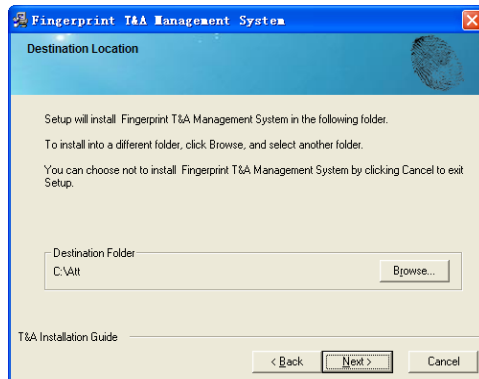 Fingerprint T&A Management System
Destination Location
Setup will install Fingerprint T&A Management System in the following folder.
To install into a different folder, click Browse, and select another folder.
You can choose not to install Fingerprint T&A Management System by clicking Cancel to exit
Setup.
Destination Folder
C:\Att
Browse...
T&A Installation Guide
< Back
Next >
Cancel